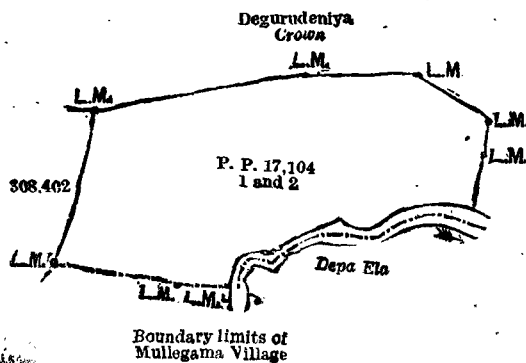 Degurudeniya
Crown
L.M.
L.M
L.M.
L.M.
L.M.
P. P. 17,104
1 and 2
308,402
L.M.
Depa Ela
L.M. L.M.
Boundary limits of
Mullegama Village